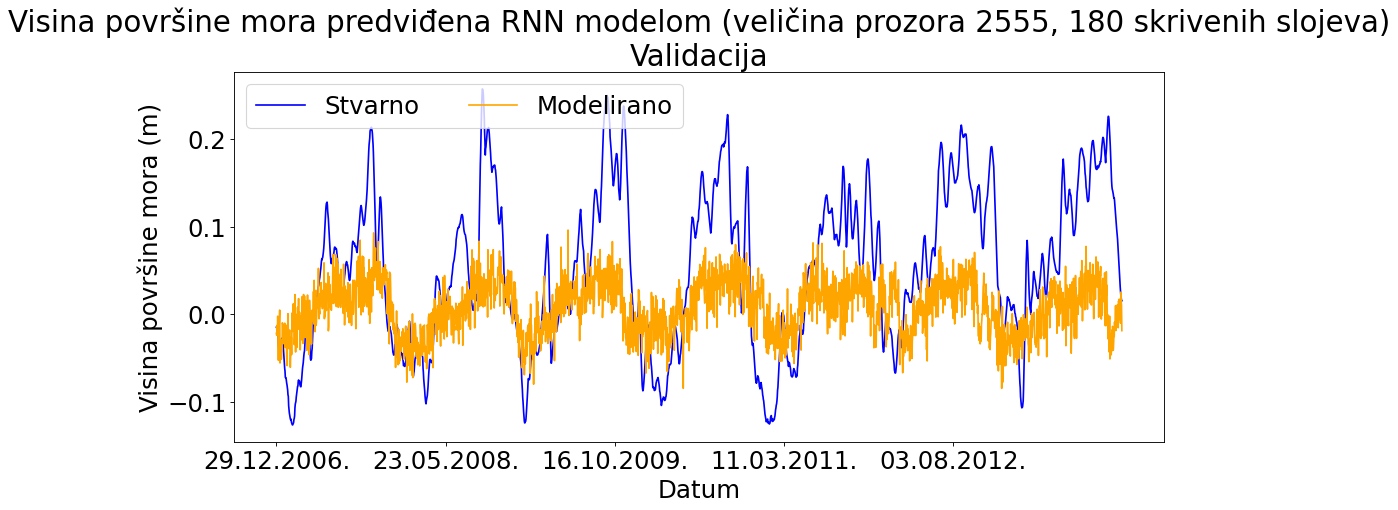 Visina površine mora predviđena RNN modelom (veličina prozora 2555, 180 skrivenih slojeva)
Validacija
Stvarno Modelirano
Visina površine mora (m)
0.2
0.1
0.0
−0.1
29.12.2006. 23.05.2008. 16.10.2009. 11.03.2011. 03.08.2012.
Datum